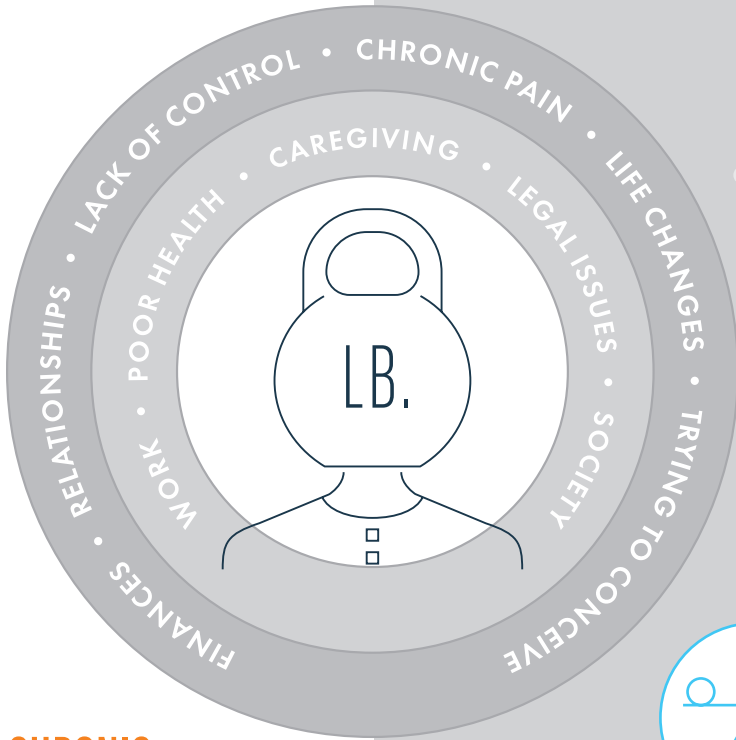 FINANCES • RELATIONSHIPS • LACK OF CONTROL • CHRONIC PAIN • LIFE CHANGES • TRYING TO CONCEIVE
WORK • POOR HEALTH • CAREGIVING • LEGAL ISSUES • SOCIETY
LB.
CHRONIC